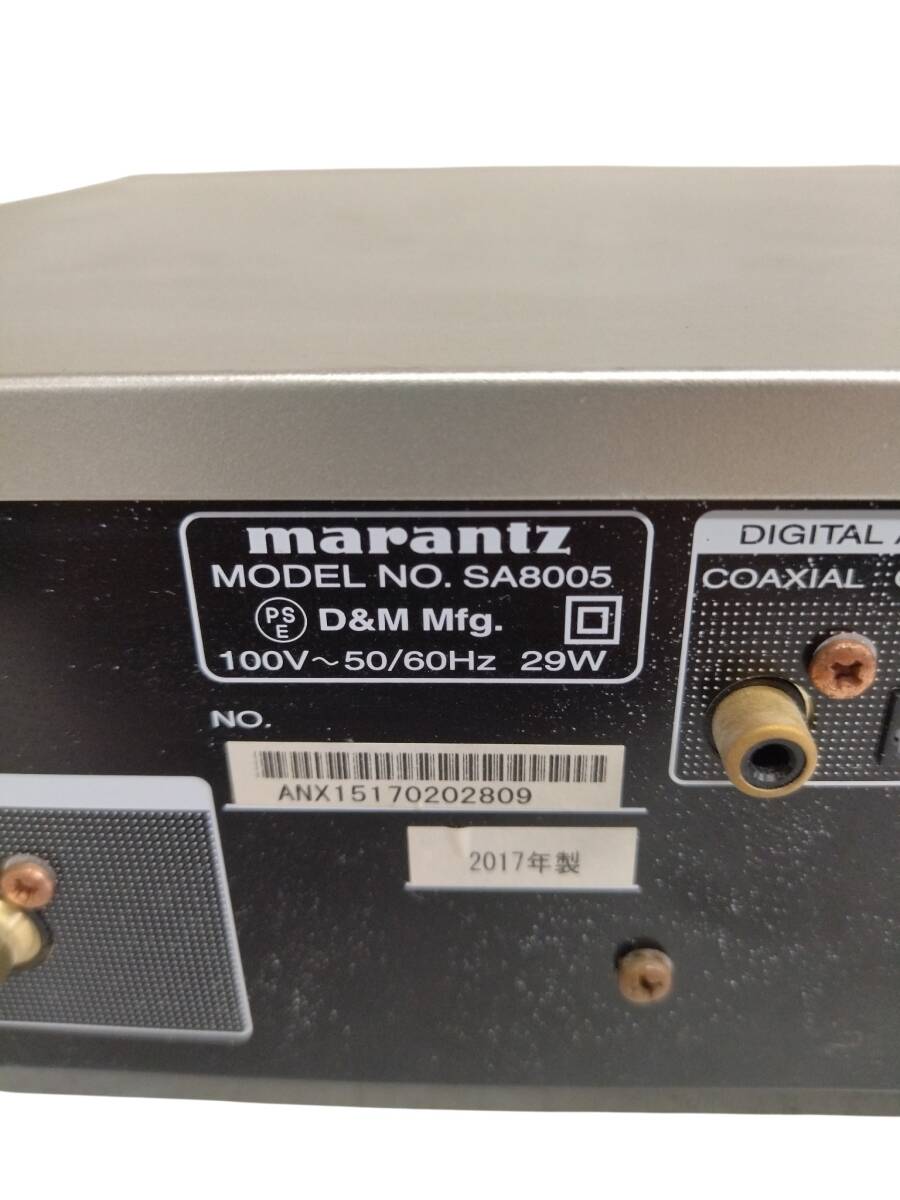 marantz
MODEL NO. SA8005
PSE D&M Mfg.
100V～50/60Hz 29W
NO.
ANX15170202809
2017年製
DIGITAL
COAXIAL